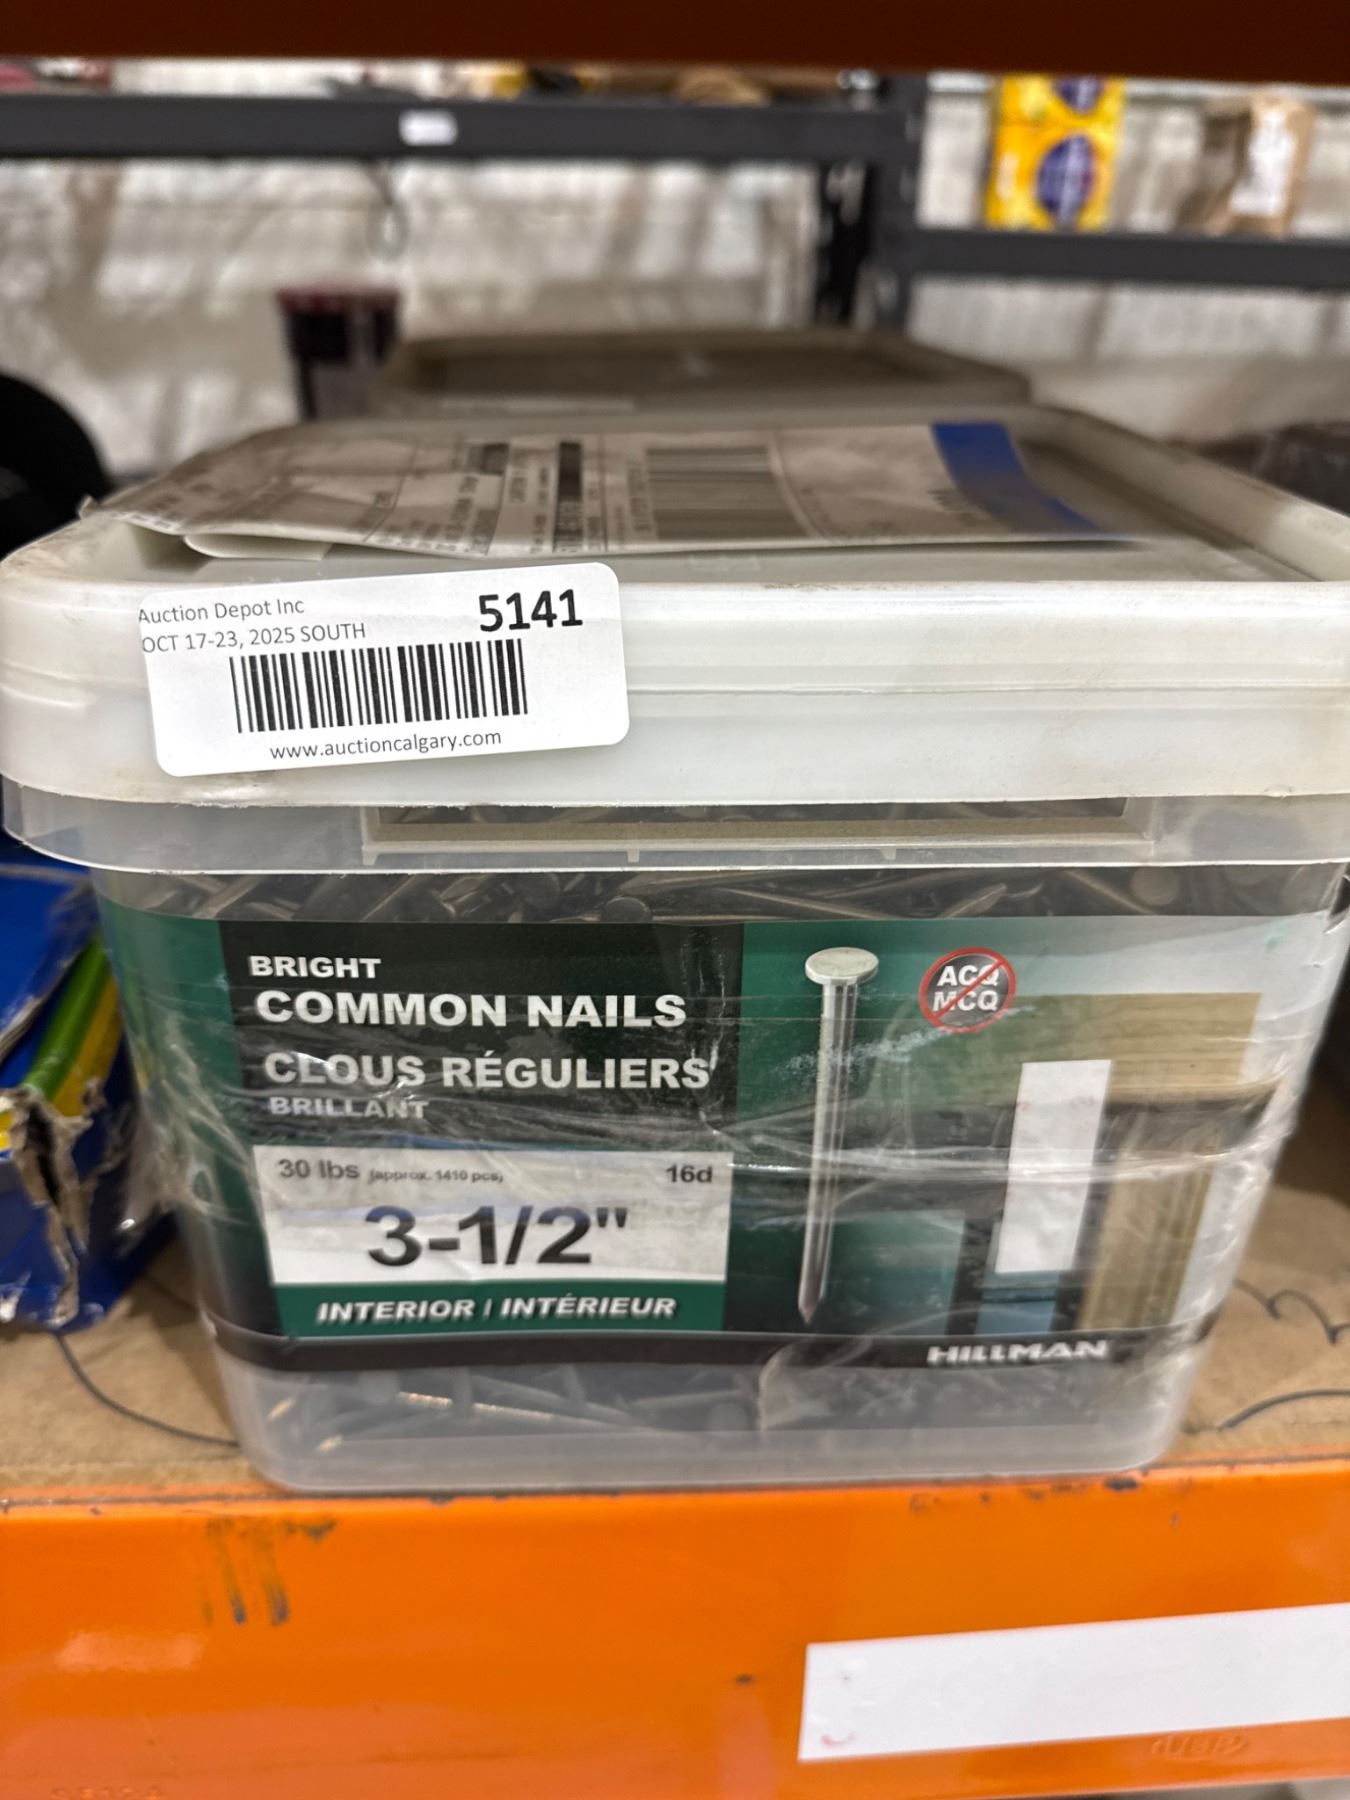 Auction Depot Inc
5141
OCT 17-23, 2025 SOUTH
www.auctioncalgary.com
BRIGHT
COMMON NAILS
CLOUS RÉGULIERS
BRILLANT
ACQ
MCQ
30 lbs (approx. 1410 pcs)
16d
3-1/2"
INTERIOR | INTÉRIEUR
HILLMAN